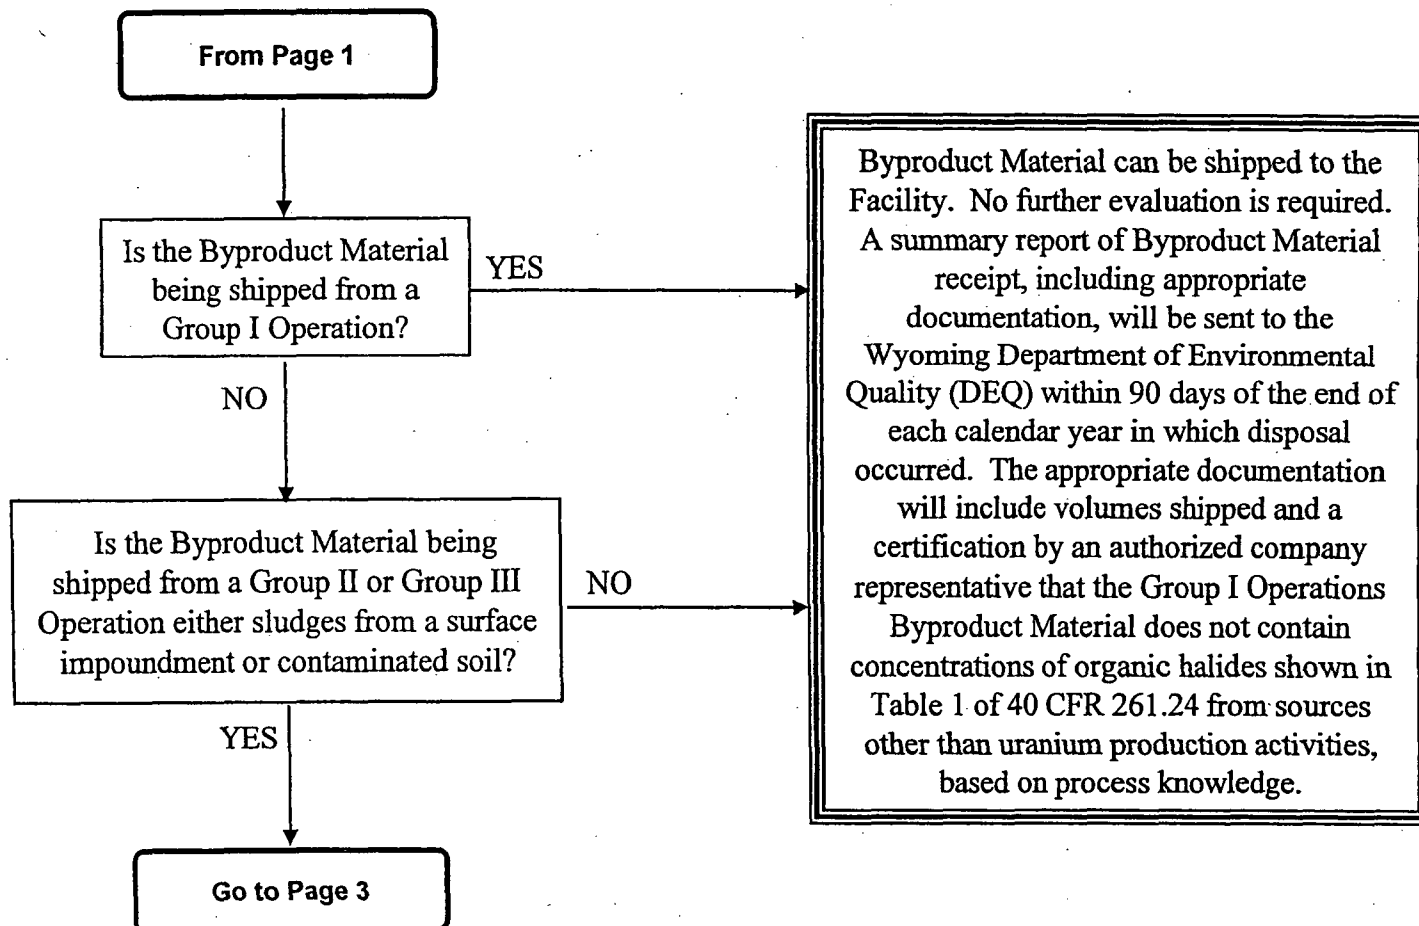 From Page 1
Is the Byproduct Material
being shipped from a
Group I Operation?
YES
NO
Is the Byproduct Material being
shipped from a Group II or Group III
Operation either sludges from a surface
impoundment or contaminated soil?
NO
YES
Go to Page 3
Byproduct Material can be shipped to the
Facility. No further evaluation is required.
A summary report of Byproduct Material
receipt, including appropriate
documentation, will be sent to the
Wyoming Department of Environmental
Quality (DEQ) within 90 days of the end of
each calendar year in which disposal
occurred. The appropriate documentation
will include volumes shipped and a
certification by an authorized company
representative that the Group I Operations
Byproduct Material does not contain
concentrations of organic halides shown in
Table 1 of 40 CFR 261.24 from sources
other than uranium production activities,
based on process knowledge.